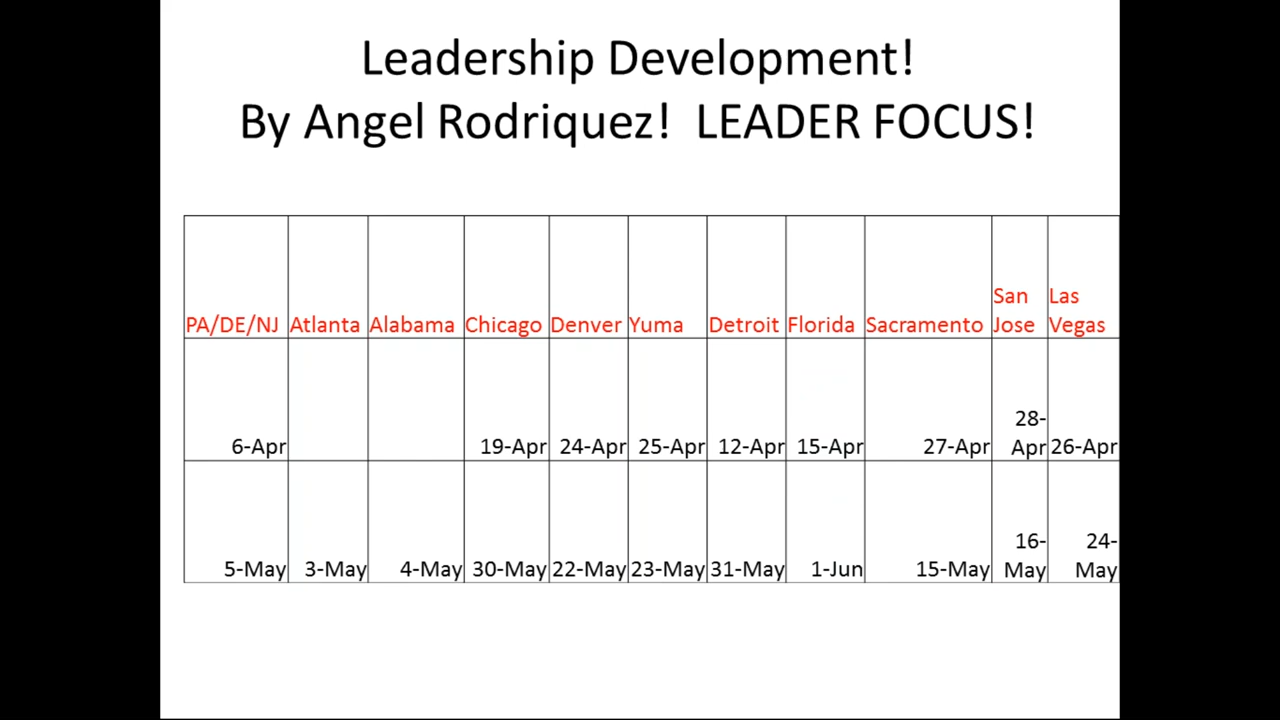 Leadership Development!
By Angel Rodriquez!  LEADER FOCUS!
San Las
PA/DE/NJ Atlanta Alabama Chicago Denver Yuma Detroit Florida Sacramento Jose Vegas
28-
6-Apr 19-Apr 24-Apr 25-Apr 12-Apr 15-Apr 27-Apr Apr 26-Apr
16- 24-
5-May 3-May 4-May 30-May 22-May 23-May 31-May 1-Jun 15-May May May